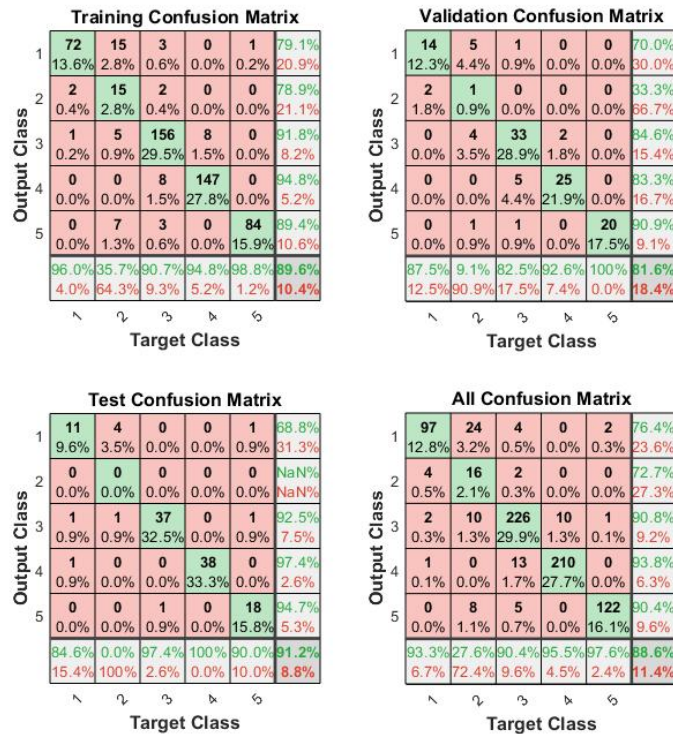 Training Confusion Matrix
1 72 15 3 0 1 79.1%
13.6% 2.8% 0.6% 0.0% 0.2% 20.9%
2 2 15 2 0 0 78.9%
0.4% 2.8% 0.4% 0.0% 0.0% 21.1%
3 1 5 156 8 0 91.8%
0.2% 0.9% 29.5% 1.5% 0.0% 8.2%
4 0 0 8 147 0 94.8%
0.0% 0.0% 1.5% 27.8% 0.0% 5.2%
5 0 7 3 0 84 89.4%
0.0% 1.3% 0.6% 0.0% 15.9% 10.6%
96.0% 35.7% 90.7% 94.8% 98.8% 89.6%
4.0% 64.3% 9.3% 5.2% 1.2% 10.4%
1 2 3 4 5
Target Class
Output Class
Validation Confusion Matrix
1 14 5 1 0 0 70.0%
12.3% 4.4% 0.9% 0.0% 0.0% 30.0%
2 2 1 0 0 0 33.3%
1.8% 0.9% 0.0% 0.0% 0.0% 66.7%
3 0 4 33 2 0 84.6%
0.0% 3.5% 28.9% 1.8% 0.0% 15.4%
4 0 0 5 25 0 83.3%
0.0% 0.0% 4.4% 21.9% 0.0% 16.7%
5 0 1 1 0 20 90.9%
0.0% 0.9% 0.9% 0.0% 17.5% 9.1%
87.5% 9.1% 82.5% 92.6% 100% 81.6%
12.5% 90.9% 17.5% 7.4% 0.0% 18.4%
1 2 3 4 5
Target Class
Output Class
Test Confusion Matrix
1 11 4 0 0 1 68.8%
9.6% 3.5% 0.0% 0.0% 0.9% 31.3%
2 0 0 0 0 0 NaN%
0.0% 0.0% 0.0% 0.0% 0.0% NaN%
3 1 1 37 0 1 92.5%
0.9% 0.9% 32.5% 0.0% 0.9% 7.5%
4 1 0 0 38 0 97.4%
0.9% 0.0% 0.0% 33.3% 0.0% 2.6%
5 0 0 1 0 18 94.7%
0.0% 0.0% 0.9% 0.0% 15.8% 5.3%
84.6% 0.0% 97.4% 100% 90.0% 91.2%
15.4% 100% 2.6% 0.0% 10.0% 8.8%
1 2 3 4 5
Target Class
Output Class
All Confusion Matrix
1 97 24 4 0 2 76.4%
12.8% 3.2% 0.5% 0.0% 0.3% 23.6%
2 4 16 2 0 0 72.7%
0.5% 2.1% 0.3% 0.0% 0.0% 27.3%
3 2 10 226 10 1 90.8%
0.3% 1.3% 29.9% 1.3% 0.1% 9.2%
4 1 0 13 210 0 93.8%
0.1% 0.0% 1.7% 27.7% 0.0% 6.3%
5 0 8 5 0 122 90.4%
0.0% 1.1% 0.7% 0.0% 16.1% 9.6%
93.3% 27.6% 90.4% 95.5% 97.6% 88.6%
6.7% 72.4% 9.6% 4.5% 2.4% 11.4%
1 2 3 4 5
Target Class
Output Class